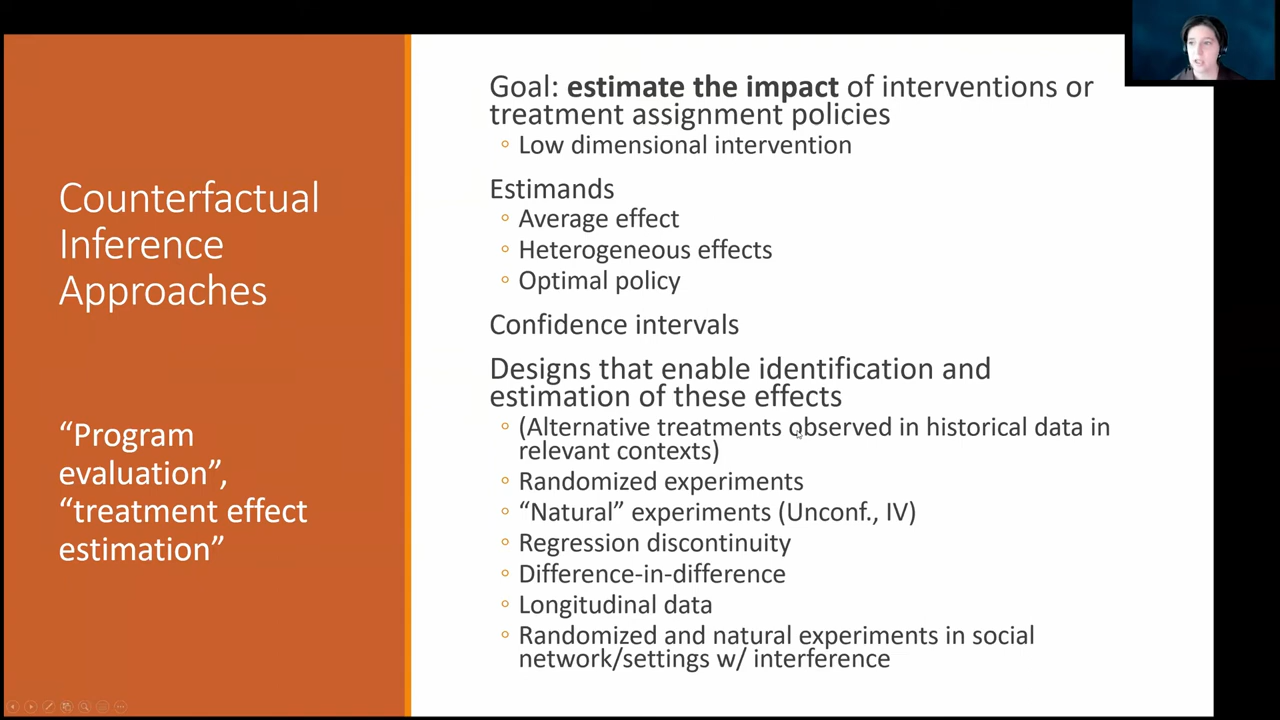 Counterfactual
Inference
Approaches
“Program
evaluation”,
“treatment effect
estimation”
Goal: estimate the impact of interventions or
treatment assignment policies
◦ Low dimensional intervention
Estimands
◦ Average effect
◦ Heterogeneous effects
◦ Optimal policy
Confidence intervals
Designs that enable identification and
estimation of these effects
◦ (Alternative treatments observed in historical data in
relevant contexts)
◦ Randomized experiments
◦ “Natural” experiments (Unconf., IV)
◦ Regression discontinuity
◦ Difference-in-difference
◦ Longitudinal data
◦ Randomized and natural experiments in social
network/settings w/ interference